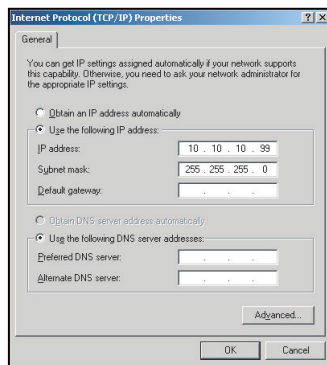 Internet Protocol (TCP/IP) Properties
General
You can get IP settings assigned automatically if your network supports
this capability. Otherwise, you need to ask your network administrator for
the appropriate IP settings.
Obtain an IP address automatically
Use the following IP address:
IP address: 10 . 10 . 10 . 99
Subnet mask: 255 . 255 . 255 . 0
Default gateway: . . .
Obtain DNS server address automatically
Use the following DNS server addresses:
Preferred DNS server: . . .
Alternate DNS server: . . .
Advanced...
OK Cancel